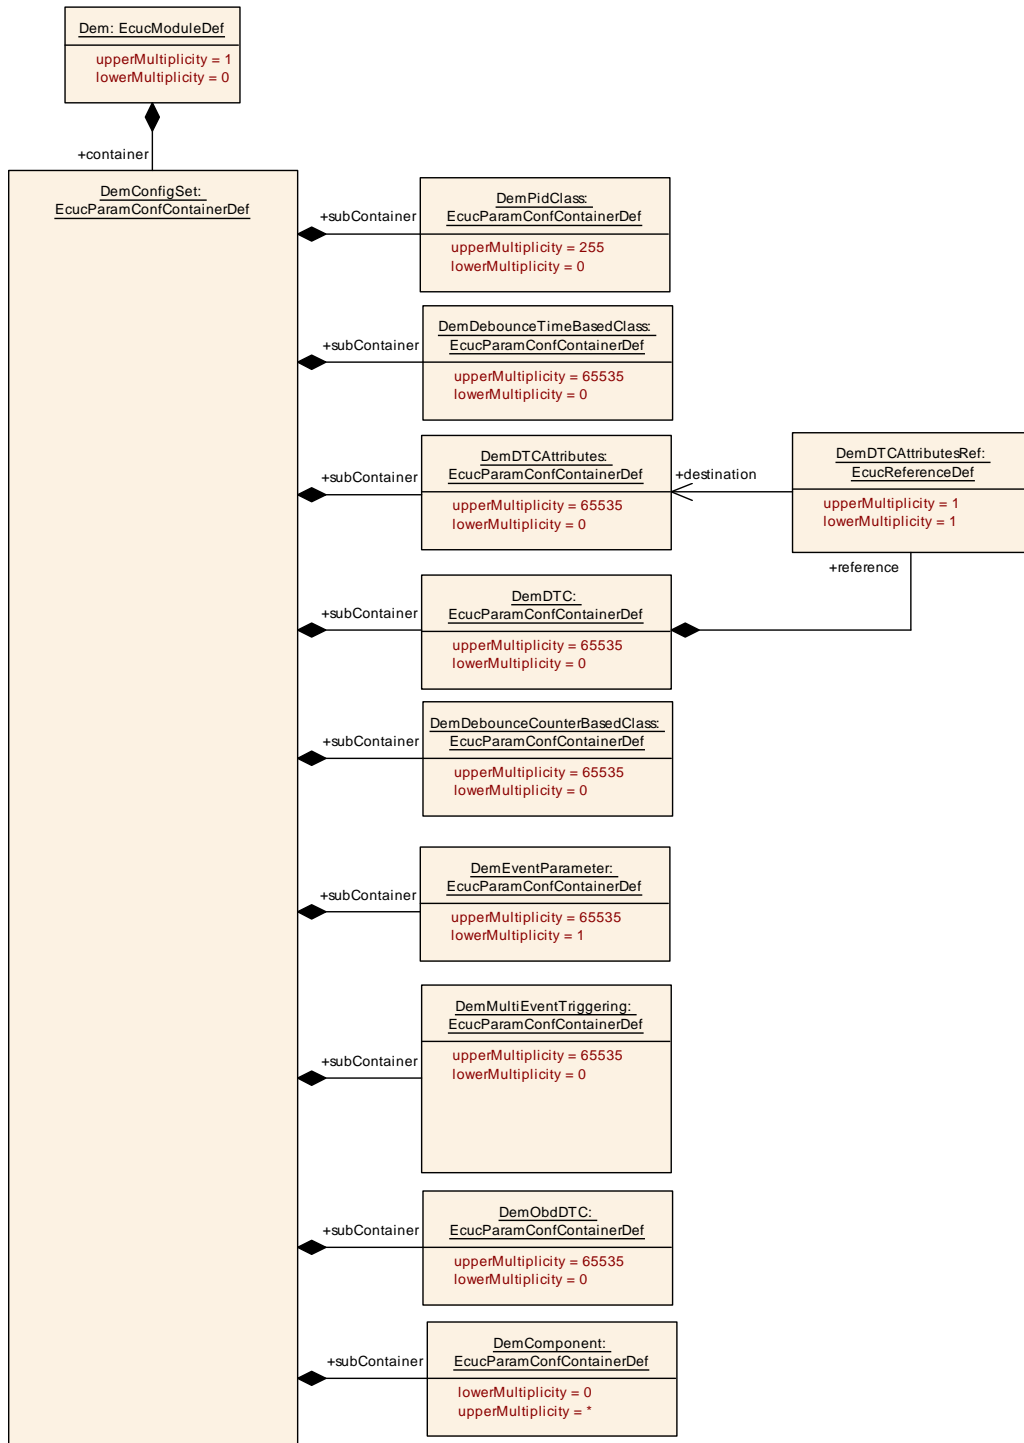 Dem: EcucModuleDef
upperMultiplicity = 1
lowerMultiplicity = 0
+container
DemConfigSet:
EcucParamConfContainerDef
+subContainer
DemPidClass:
EcucParamConfContainerDef
upperMultiplicity = 255
lowerMultiplicity = 0
+subContainer
DemDebounceTimeBasedClass:
EcucParamConfContainerDef
upperMultiplicity = 65535
lowerMultiplicity = 0
+subContainer
DemDTCAttributes:
EcucParamConfContainerDef
upperMultiplicity = 65535
lowerMultiplicity = 0
+destination
DemDTCAttributesRef:
EcucReferenceDef
upperMultiplicity = 1
lowerMultiplicity = 1
+reference
+subContainer
DemDTC:
EcucParamConfContainerDef
upperMultiplicity = 65535
lowerMultiplicity = 0
+subContainer
DemDebounceCounterBasedClass:
EcucParamConfContainerDef
upperMultiplicity = 65535
lowerMultiplicity = 0
+subContainer
DemEventParameter:
EcucParamConfContainerDef
upperMultiplicity = 65535
lowerMultiplicity = 1
+subContainer
DemMultiEventTriggering:
EcucParamConfContainerDef
upperMultiplicity = 65535
lowerMultiplicity = 0
+subContainer
DemObdDTC:
EcucParamConfContainerDef
upperMultiplicity = 65535
lowerMultiplicity = 0
+subContainer
DemComponent:
EcucParamConfContainerDef
lowerMultiplicity = 0
upperMultiplicity = *